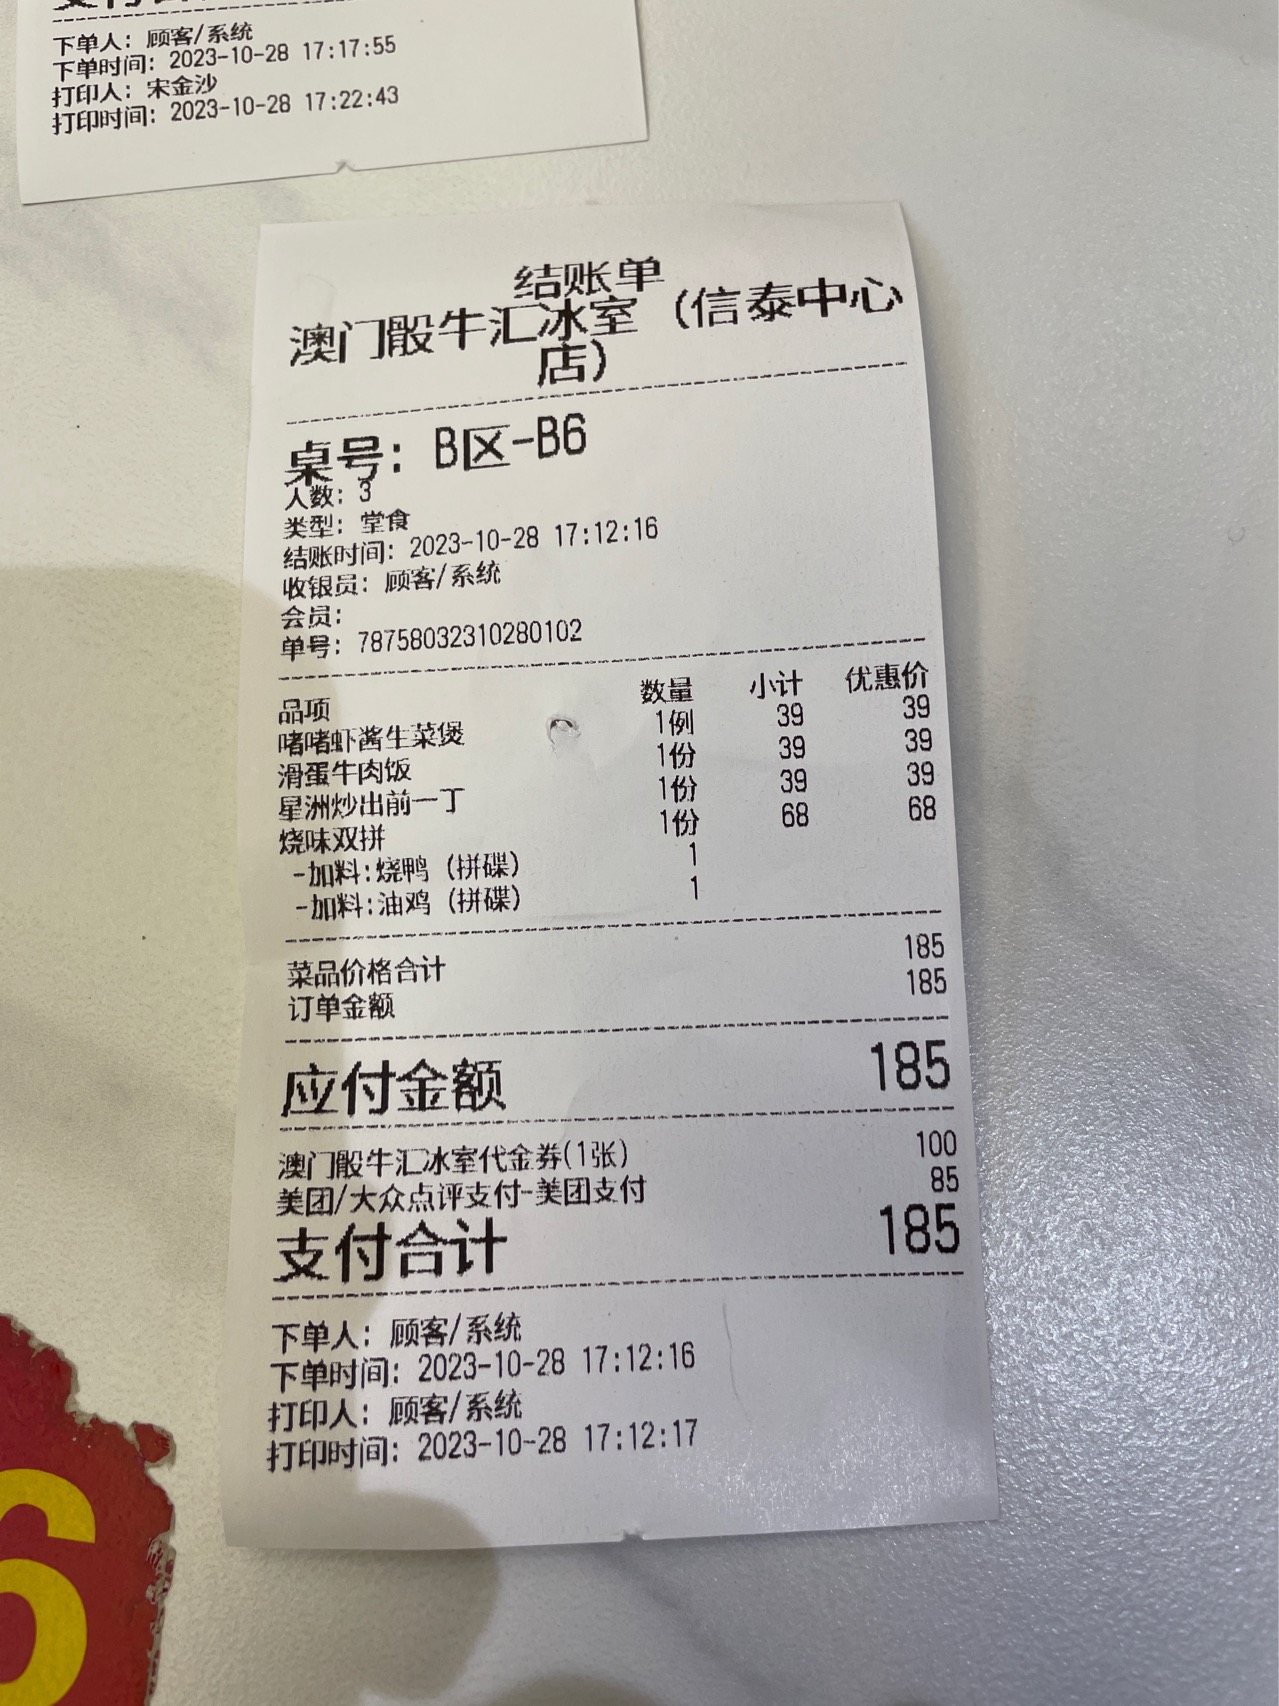 下单人：顾客/系统
下单时间：2023-10-28 17:17:55
打印人：宋金沙
打印时间：2023-10-28 17:22:43
结账单
澳门骰牛汇冰室（信泰中心
店）
桌号：B区-B6
人数：3
类型：堂食
结账时间：2023-10-28 17:12:16
收银员：顾客/系统
会员：
单号：78758032310280102
品项 数量 小计 优惠价
啫啫虾酱生菜煲 1例 39 39
滑蛋牛肉饭 1份 39 39
星洲炒出前一丁 1份 39 39
烧味双拼 1份 68 68
-加料:烧鸭（拼碟） 1
-加料:油鸡（拼碟） 1
菜品价格合计 185
订单金额 185
应付金额 185
澳门骰牛汇冰室代金券(1张) 100
美团/大众点评支付-美团支付 85
支付合计 185
下单人：顾客/系统
下单时间：2023-10-28 17:12:16
打印人：顾客/系统
打印时间：2023-10-28 17:12:17
6